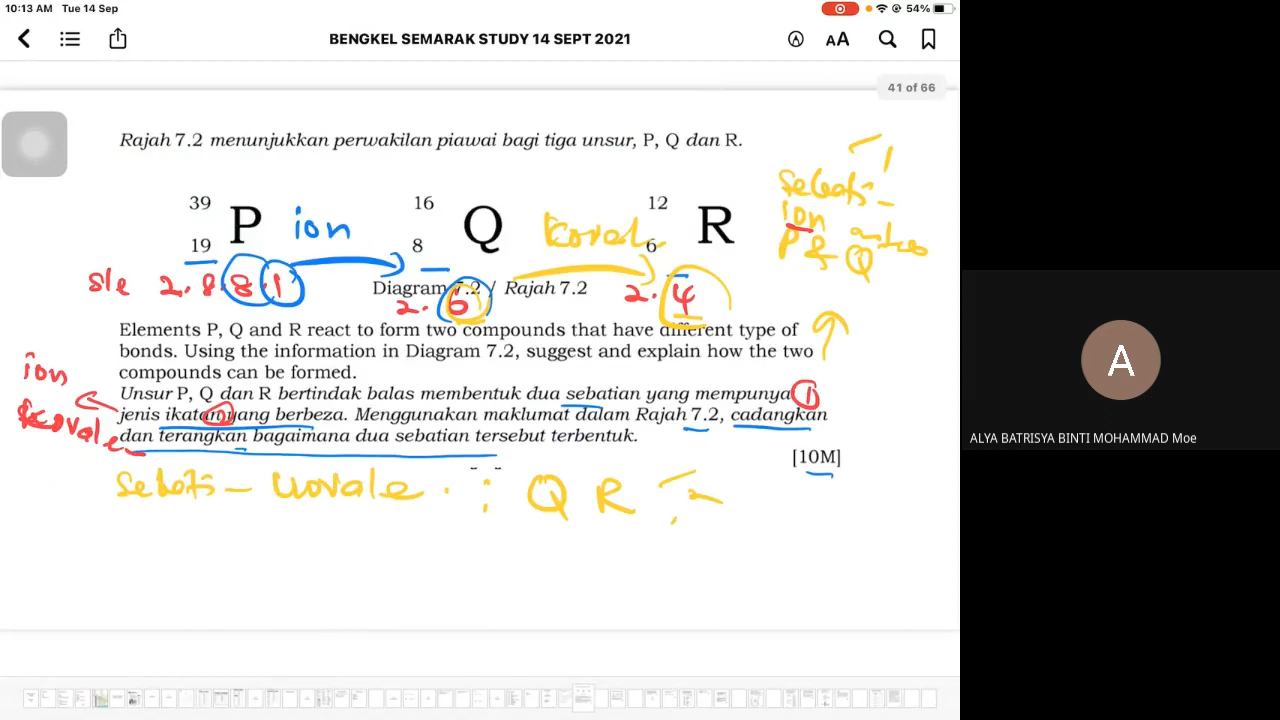 10:13 AM Tue 14 Sep
54%
BENGKEL SEMARAK STUDY 14 SEPT 2021
AA
41 of 66
Rajah 7.2 menunjukkan perwakilan piawai bagi tiga unsur, P, Q dan R.
39 19 P ion 16 8 Q 12 6 R
ion
P & Q
s/e 2.8.8.1
Diagram 7.2 / Rajah 7.2
2.6
2.4
Elements P, Q and R react to form two compounds that have different type of
bonds. Using the information in Diagram 7.2, suggest and explain how the two
compounds can be formed.
Unsur P, Q dan R bertindak balas membentuk dua sebatian yang mempunyai
jenis ikatan yang berbeza. Menggunakan maklumat dalam Rajah 7.2, cadangkan
dan terangkan bagaimana dua sebatian tersebut terbentuk.
ion
[10M]
Q R
A
ALYA BATRISYA BINTI MOHAMMAD Moe